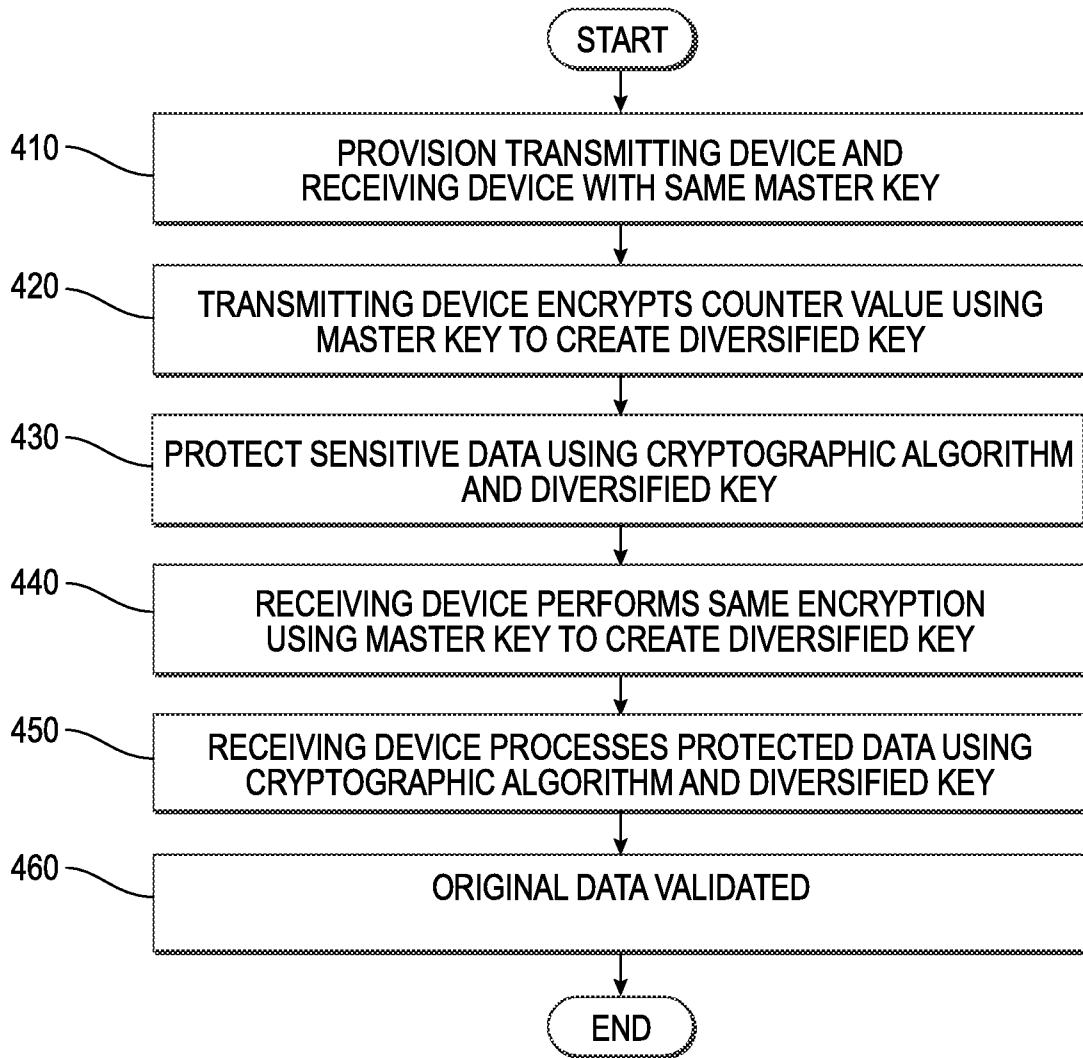 START
410
PROVISION TRANSMITTING DEVICE AND
RECEIVING DEVICE WITH SAME MASTER KEY
420
TRANSMITTING DEVICE ENCRYPTS COUNTER VALUE USING
MASTER KEY TO CREATE DIVERSIFIED KEY
430
PROTECT SENSITIVE DATA USING CRYPTOGRAPHIC ALGORITHM
AND DIVERSIFIED KEY
440
RECEIVING DEVICE PERFORMS SAME ENCRYPTION
USING MASTER KEY TO CREATE DIVERSIFIED KEY
450
RECEIVING DEVICE PROCESSES PROTECTED DATA USING
CRYPTOGRAPHIC ALGORITHM AND DIVERSIFIED KEY
460
ORIGINAL DATA VALIDATED
END